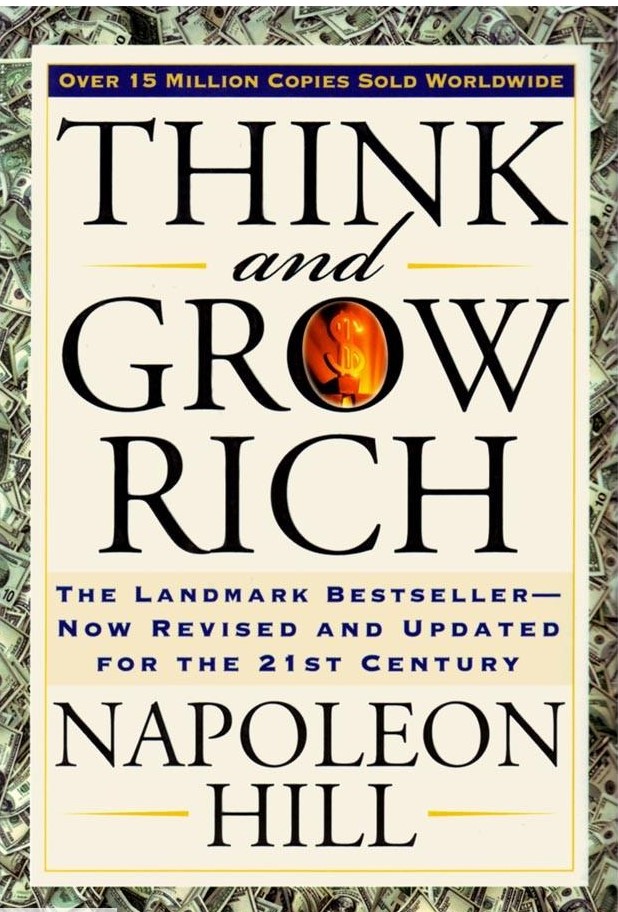 OVER 15 MILLION COPIES SOLD WORLDWIDE
THINK
and
GROW
RICH
THE LANDMARK BESTSELLER—
NOW REVISED AND UPDATED
FOR THE 21ST CENTURY
NAPOLEON
HILL